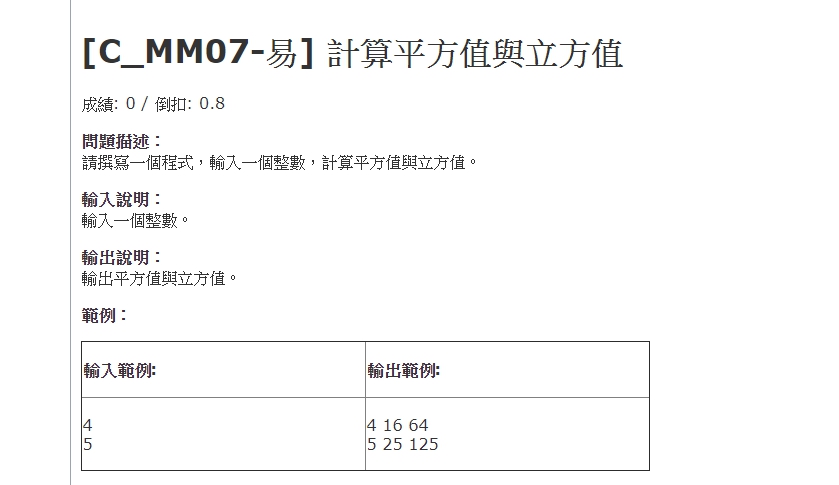 [C_MM07-易] 計算平方值與立方值
成績: 0 / 倒扣: 0.8
問題描述：
請撰寫一個程式，輸入一個整數，計算平方值與立方值。
輸入說明：
輸入一個整數。
輸出說明：
輸出平方值與立方值。
範例：
輸入範例:
輸出範例:
4
5
4 16 64
5 25 125